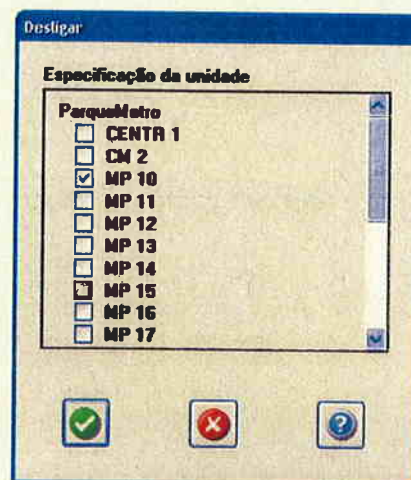 Desligar
Especificação da unidade
ParqueMetro
CENTR 1
CM 2
MP 10
MP 11
MP 12
MP 13
MP 14
MP 15
MP 16
MP 17